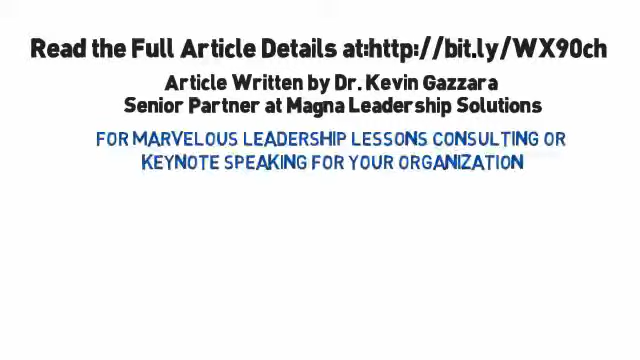 Read the Full Article Details at:http://bit.ly/WX90ch
Article Written by Dr. Kevin Gazzara
Senior Partner at Magna Leadership Solutions
FOR MARVELOUS LEADERSHIP LESSONS CONSULTING OR
KEYNOTE SPEAKING FOR YOUR ORGANIZATION